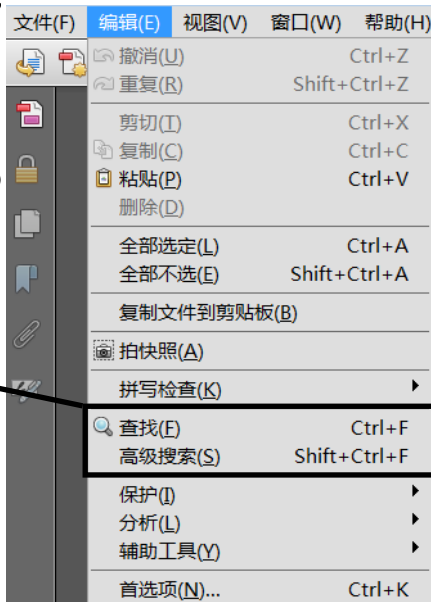 文件(F) 编辑(E) 视图(V) 窗口(W) 帮助(H)
撤消(U) Ctrl+Z
重复(R) Shift+Ctrl+Z
剪切(T) Ctrl+X
复制(C) Ctrl+C
粘贴(P) Ctrl+V
删除(D)
全部选定(L) Ctrl+A
全部不选(E) Shift+Ctrl+A
复制文件到剪贴板(B)
拍快照(A)
拼写检查(K)
查找(F) Ctrl+F
高级搜索(S) Shift+Ctrl+F
保护(I)
分析(L)
辅助工具(Y)
首选项(N)... Ctrl+K